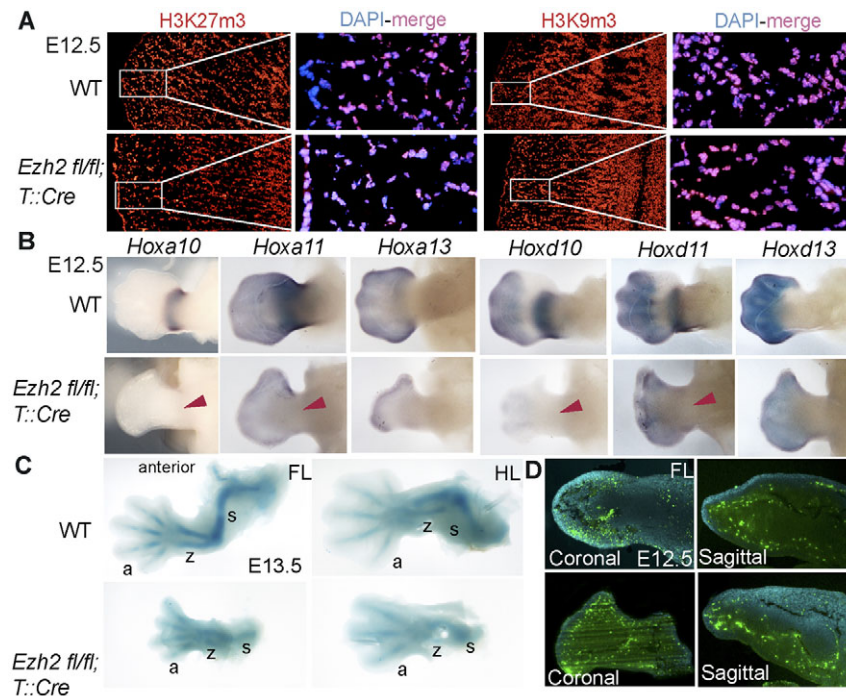 A H3K27m3 DAPI-merge H3K9m3 DAPI-merge
E12.5
WT
Ezh2 fl/fl;
T::Cre
B Hoxa10 Hoxa11 Hoxa13 Hoxd10 Hoxd11 Hoxd13
E12.5
WT
Ezh2 fl/fl;
T::Cre
C anterior FL HL
WT
s s
z z
a E13.5 a
Ezh2 fl/fl;
T::Cre
z s z s
a a
D FL
Coronal E12.5 Sagittal
Coronal Sagittal